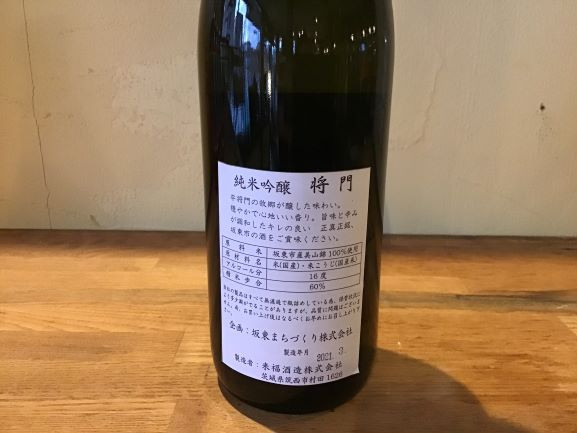 純米吟醸 将門
平将門の故郷が醸した味わい。
穏やかで心地いい香り。旨味と辛み
が調和したキレの良い 正真正銘、
坂東市の酒をご賞味ください。
原料米 坂東市産美山錦100%使用
原材料名 米(国産)・米こうじ(国産米)
アルコール分 16度
精米歩合 60%
企画:坂東まちづくり株式会社
製造年月 2021. 3.
製造者:来福酒造株式会社
茨城県筑西市村田1626